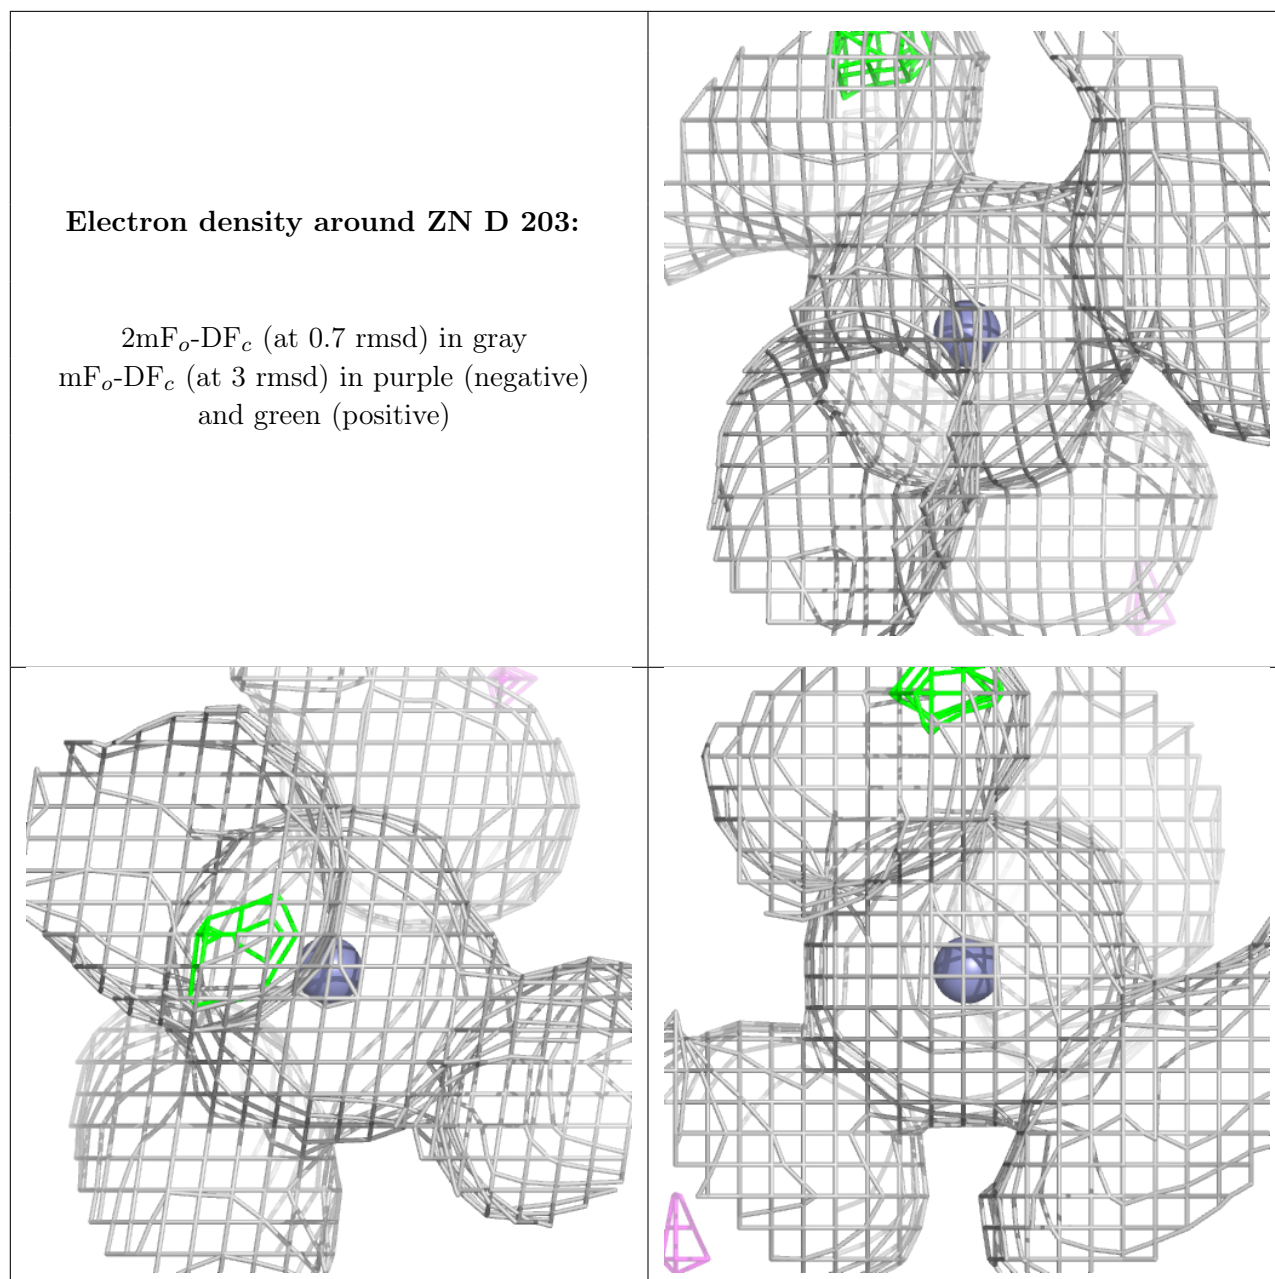 Electron density around ZN D 203:
2mFo-DFc (at 0.7 rmsd) in gray
mFo-DFc (at 3 rmsd) in purple (negative)
and green (positive)